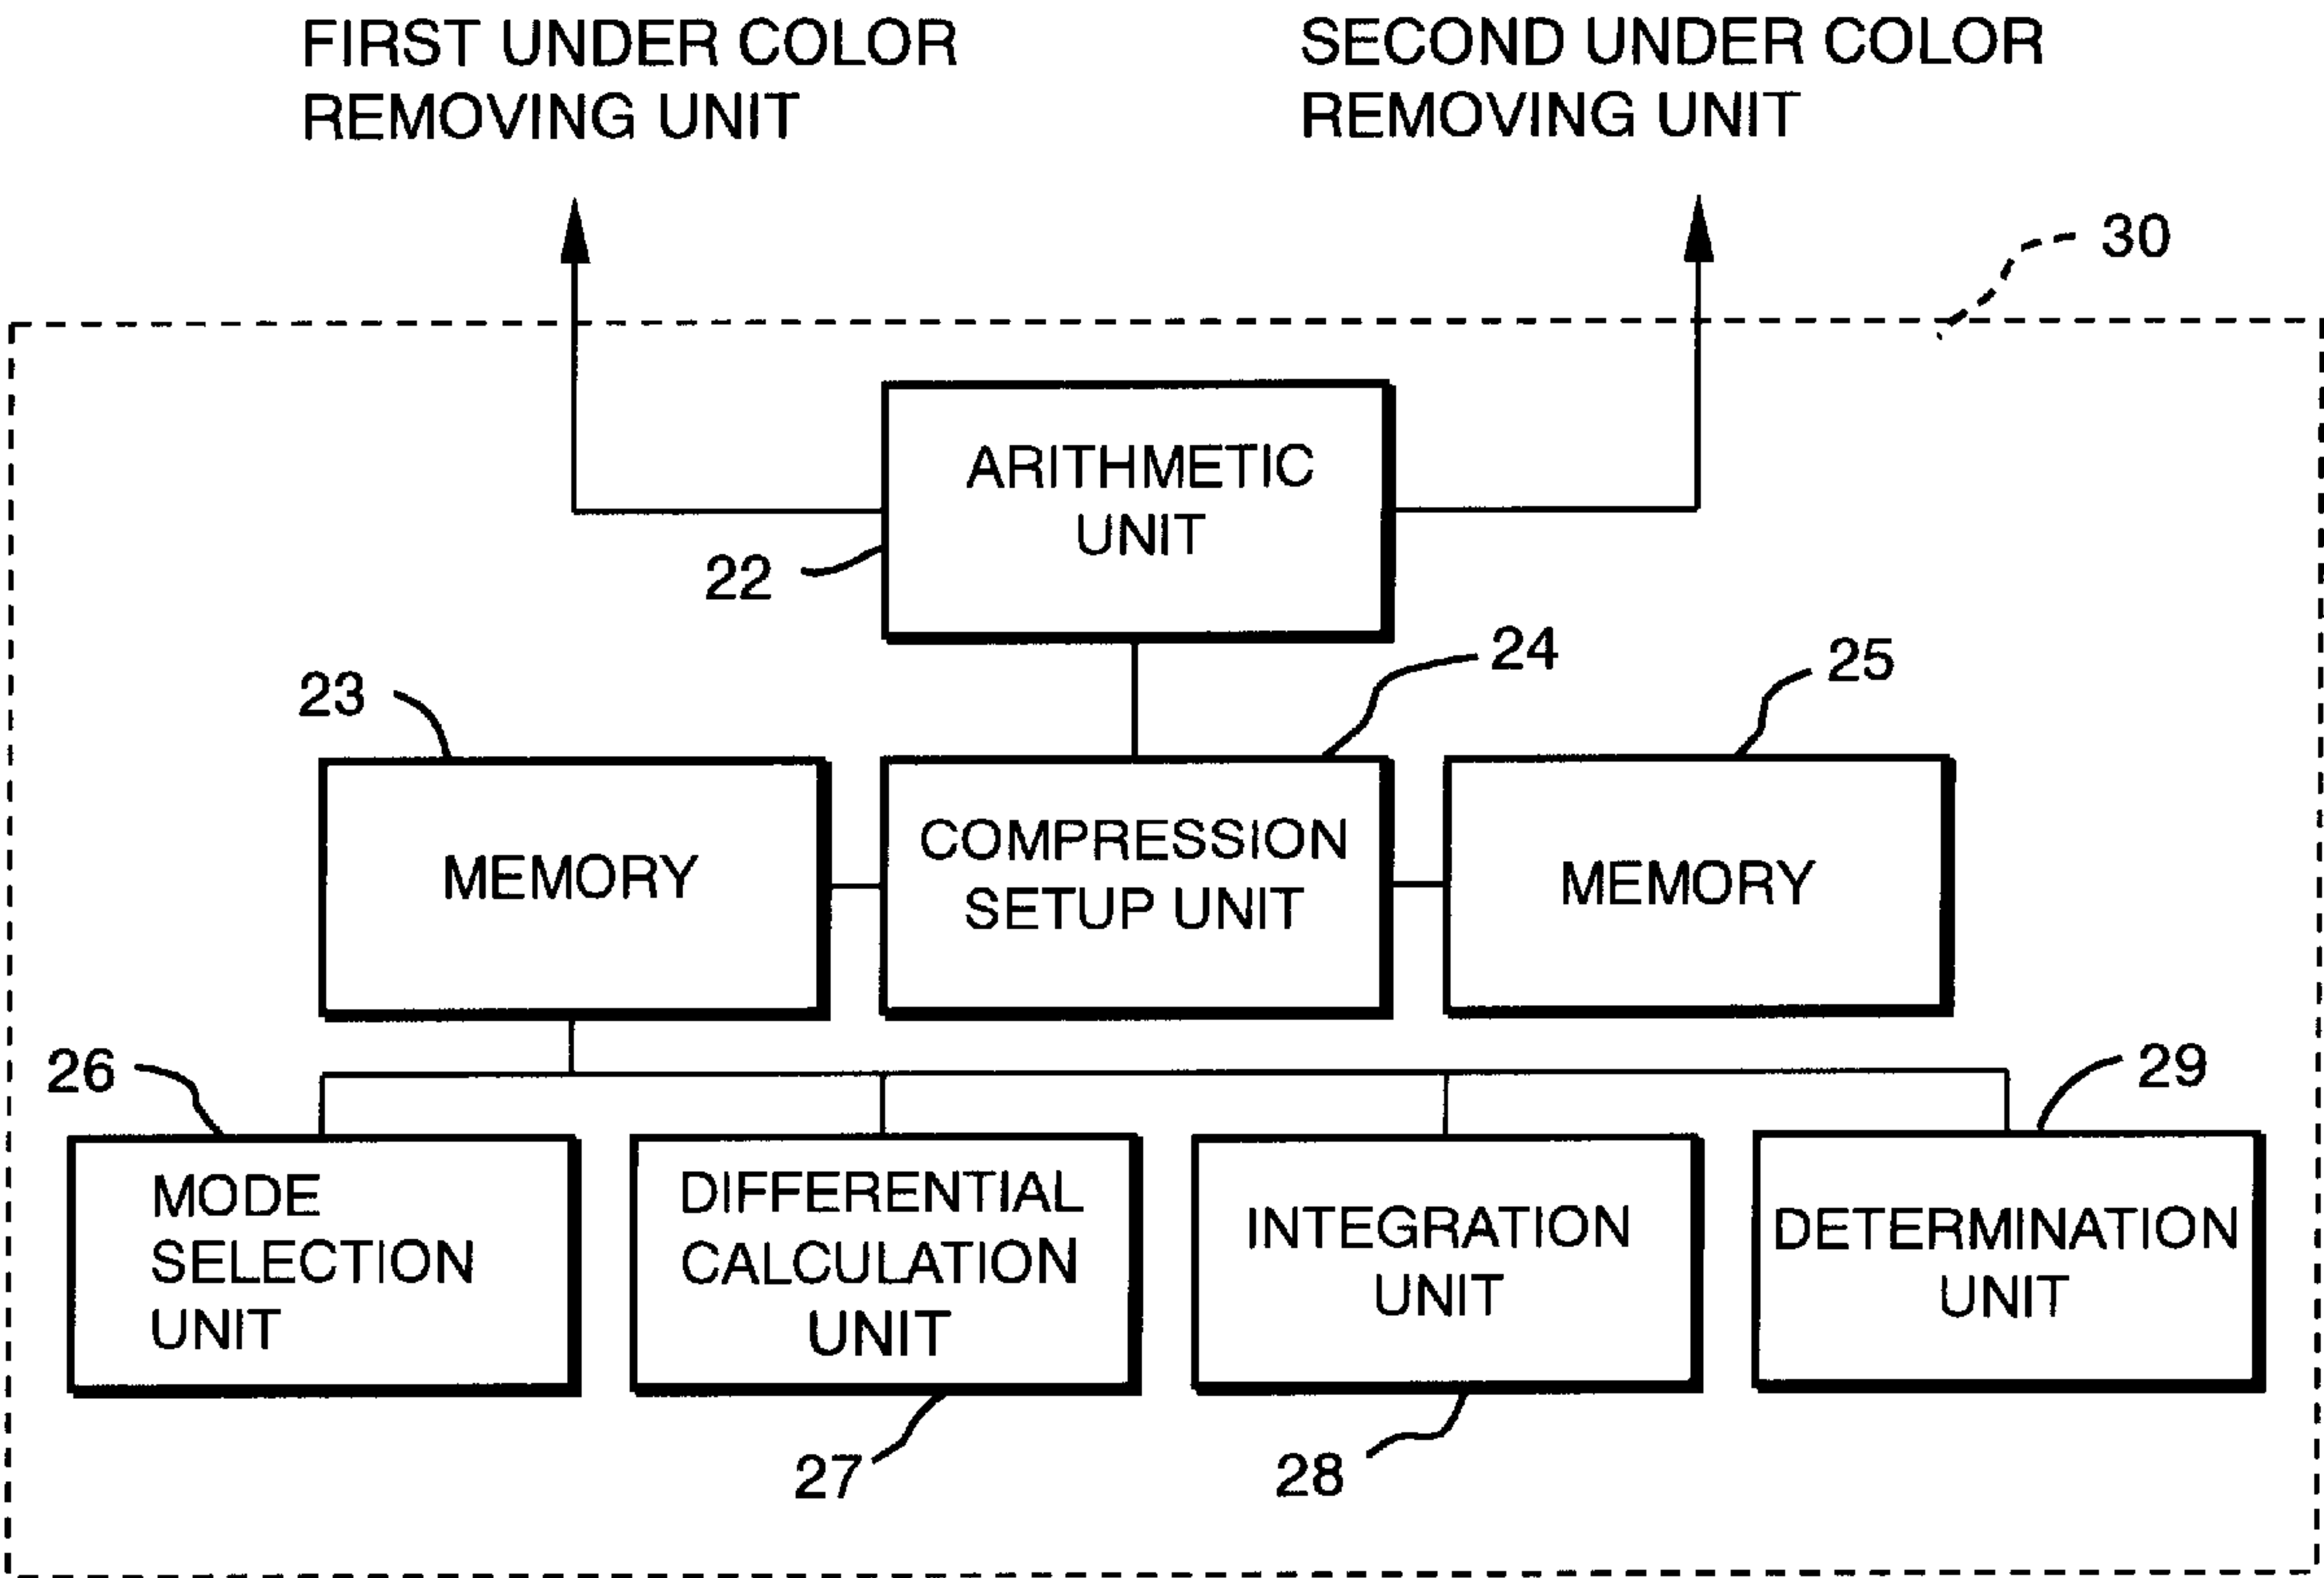 FIRST UNDER COLOR
REMOVING UNIT
SECOND UNDER COLOR
REMOVING UNIT
30
ARITHMETIC
UNIT
22
24
25
23
MEMORY
COMPRESSION
SETUP UNIT
MEMORY
26
29
MODE
SELECTION
UNIT
DIFFERENTIAL
CALCULATION
UNIT
INTEGRATION
UNIT
DETERMINATION
UNIT
27
28